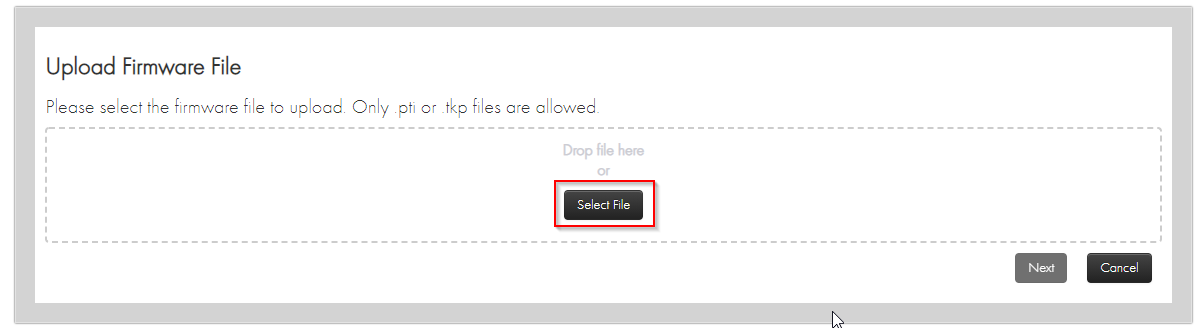 Upload Firmware File
Please select the firmware file to upload. Only .pti or .tkp files are allowed.
Drop file here
or
Select File
Next Cancel